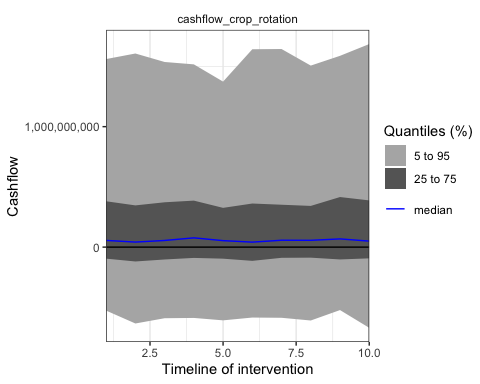 cashflow_crop_rotation
Cashflow
1,000,000,000
0
2.5 5.0 7.5 10.0
Timeline of intervention
Quantiles (%)
5 to 95
25 to 75
median